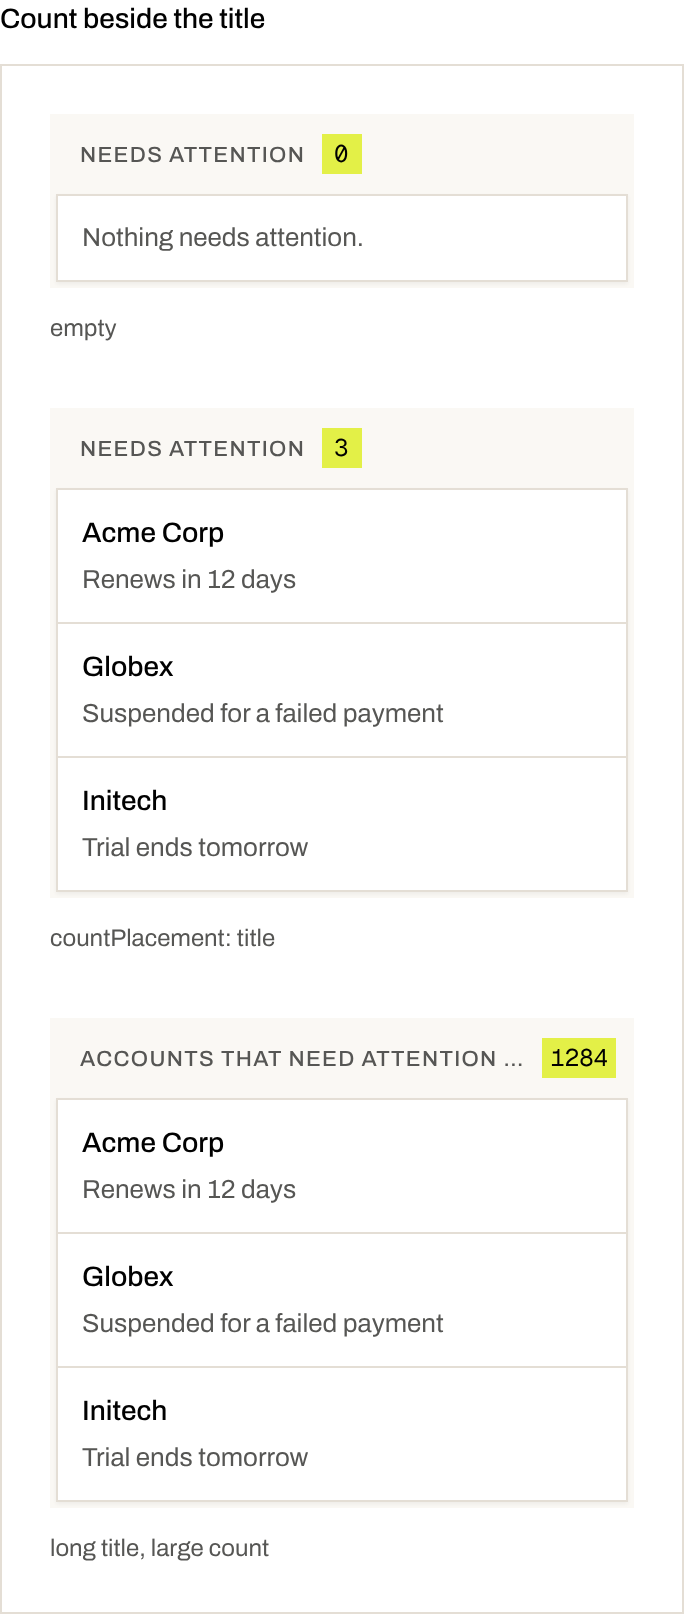 Count beside the title
NEEDS ATTENTION 0
Nothing needs attention.
empty
NEEDS ATTENTION 3
Acme Corp
Renews in 12 days
Globex
Suspended for a failed payment
Initech
Trial ends tomorrow
countPlacement: title
ACCOUNTS THAT NEED ATTENTION ... 1284
Acme Corp
Renews in 12 days
Globex
Suspended for a failed payment
Initech
Trial ends tomorrow
long title, large count